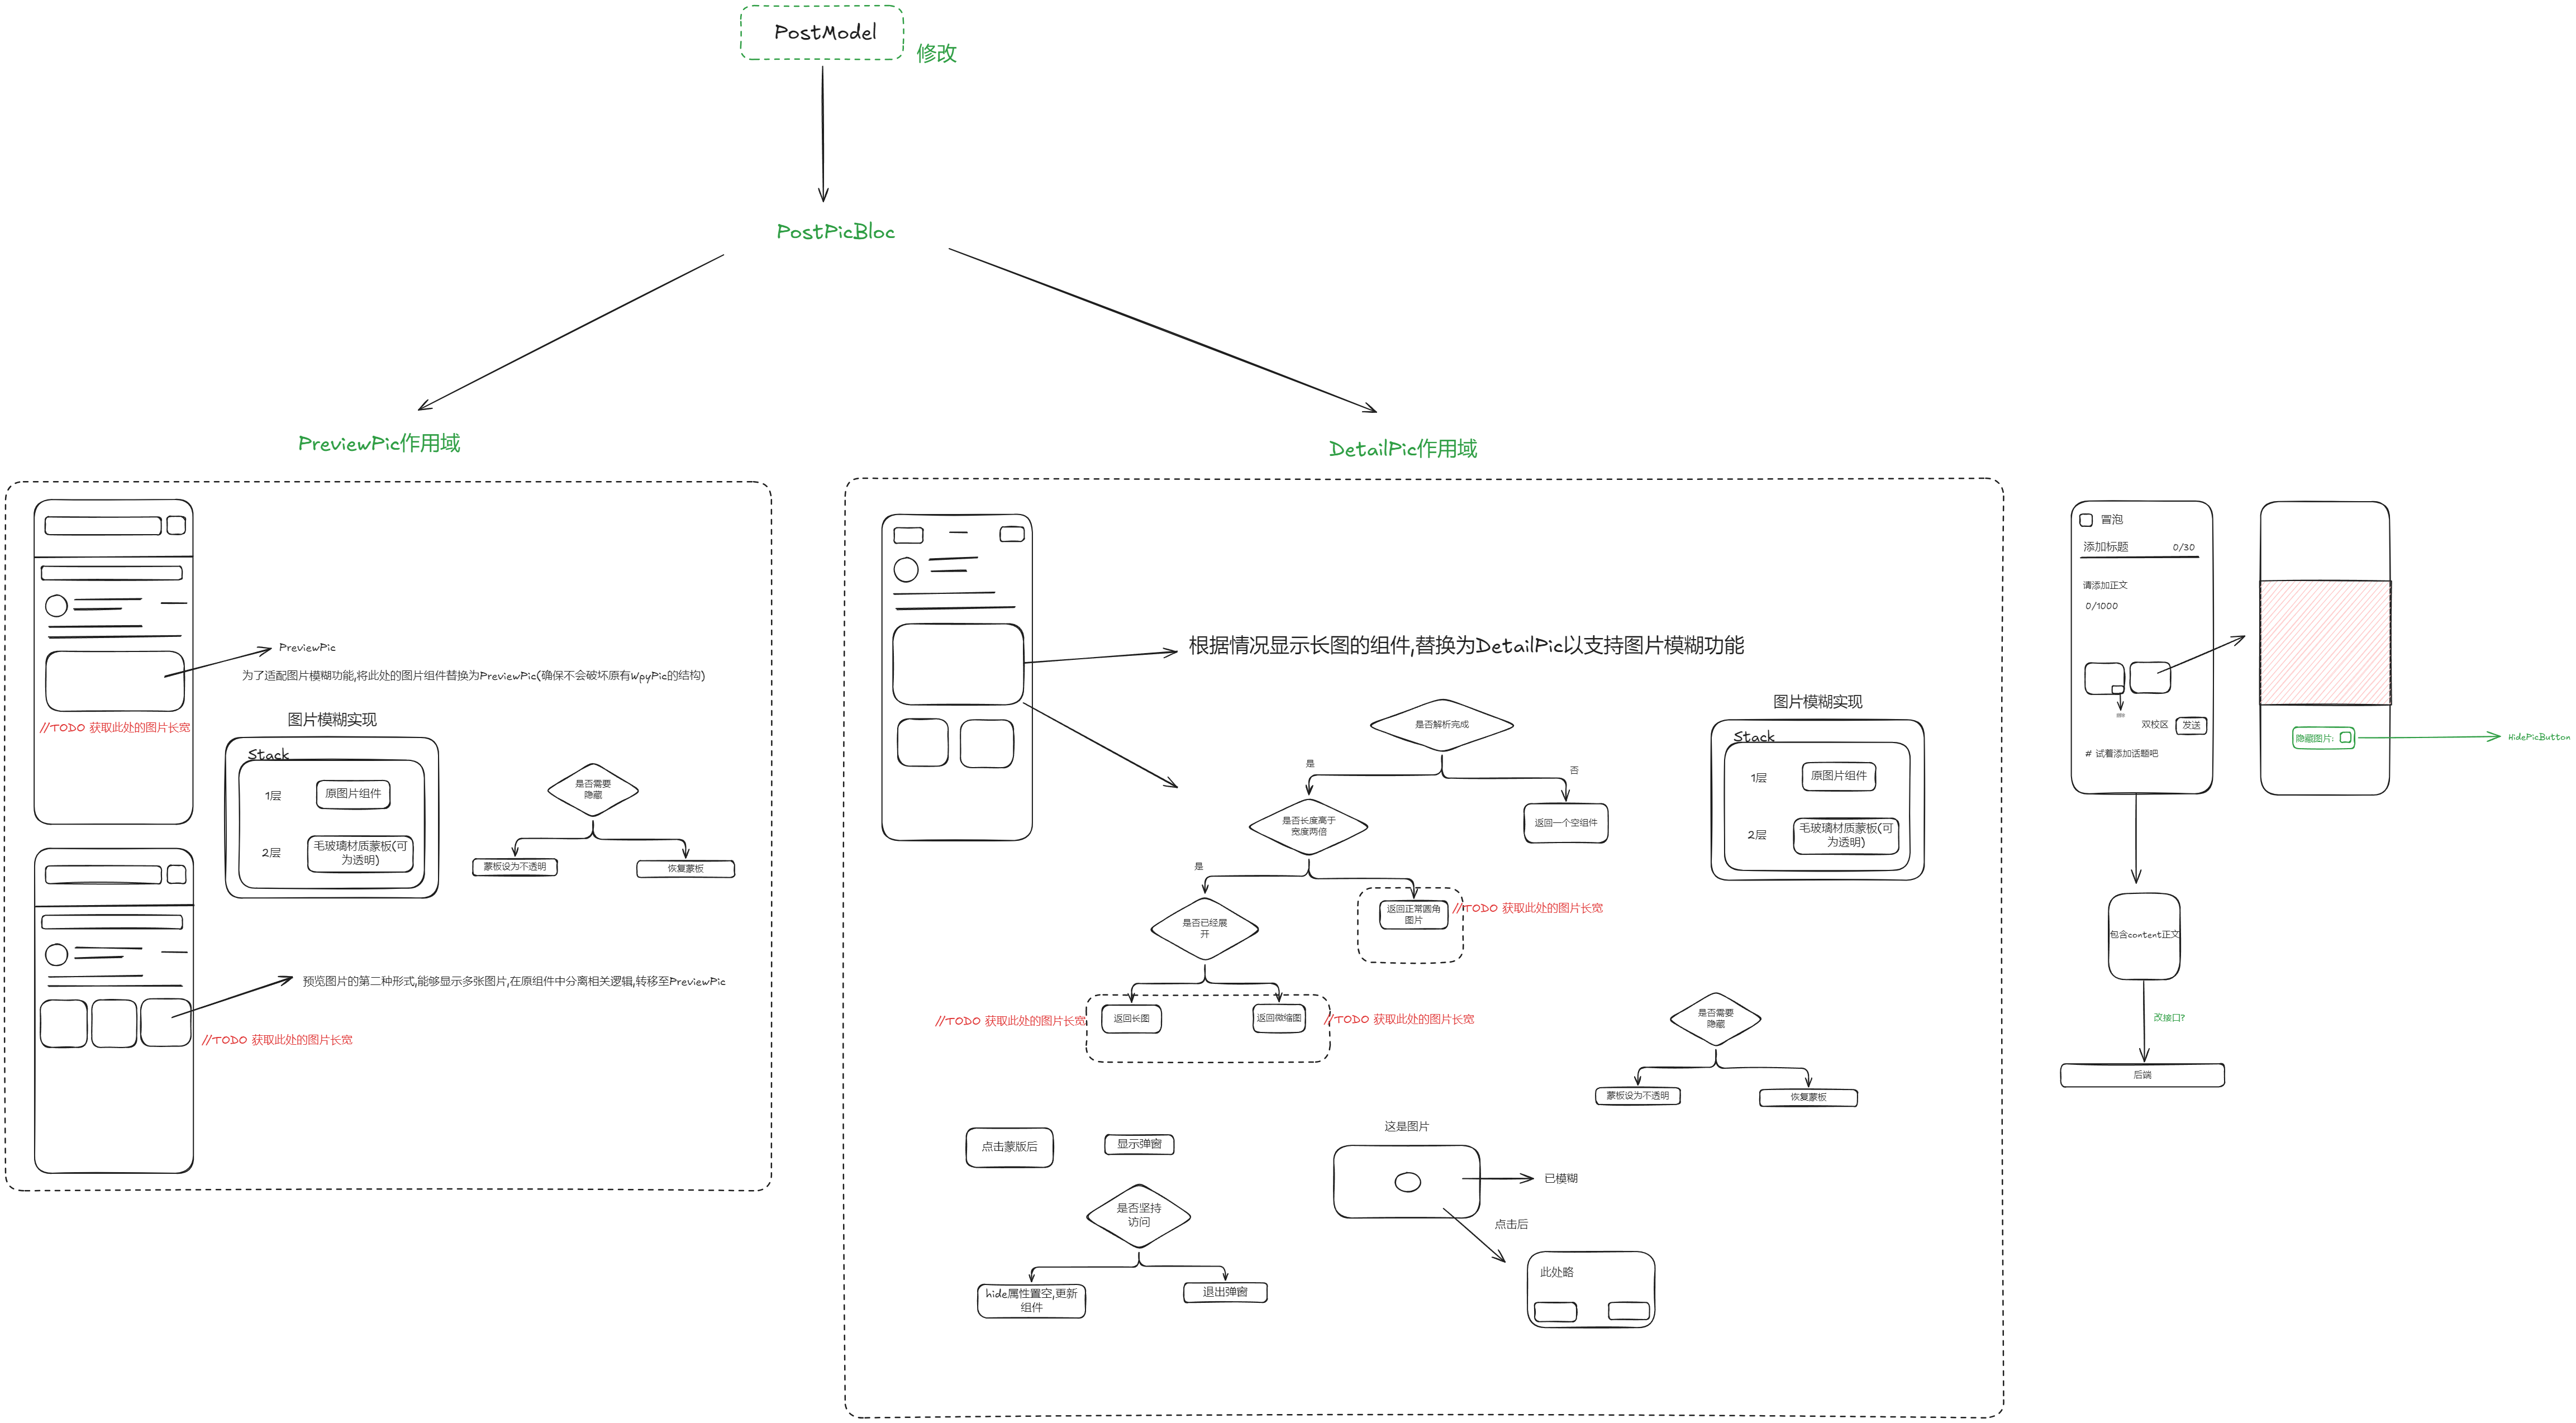 PostModel
修改
PostPicBloc
PreviewPic作用域
PreviewPic
为了适配图片模糊功能,将此处的图片组件替换为PreviewPic(确保不会破坏原有WpyPic的结构)
//TODO 获取此处的图片长宽
图片模糊实现
Stack
1层
原图片组件
2层
毛玻璃材质蒙板(可
为透明)
是否需要
隐藏
蒙板设为不透明
恢复蒙板
预览图片的第二种形式,能够显示多张图片,在原组件中分离相关逻辑,转移至PreviewPic
//TODO 获取此处的图片长宽
DetailPic作用域
根据情况显示长图的组件,替换为DetailPic以支持图片模糊功能
是否解析完成
是
否
是否长度高于
宽度两倍
返回一个空组件
是
是否已经展
开
返回正常圆角
图片
//TODO 获取此处的图片长宽
//TODO 获取此处的图片长宽
返回长图
返回微缩图
//TODO 获取此处的图片长宽
图片模糊实现
Stack
1层
原图片组件
2层
毛玻璃材质蒙板(可
为透明)
是否需要
隐藏
蒙板设为不透明
恢复蒙板
点击蒙版后
显示弹窗
是否坚持
访问
hide属性置空,更新
组件
退出弹窗
这是图片
已模糊
点击后
此处略
冒泡
添加标题
0/30
请添加正文
0/1000
双校区
发送
# 试着添加话题吧
隐藏图片:
HidePicButton
包含content正文
改接口?
后端